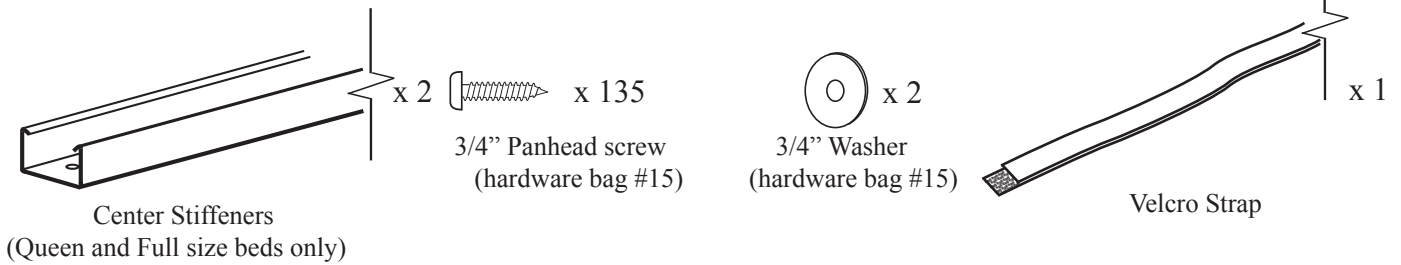 x 2
x 135
x 2
x 1
3/4” Panhead screw
(hardware bag #15)
3/4” Washer
(hardware bag #15)
Velcro Strap
Center Stiffeners
(Queen and Full size beds only)